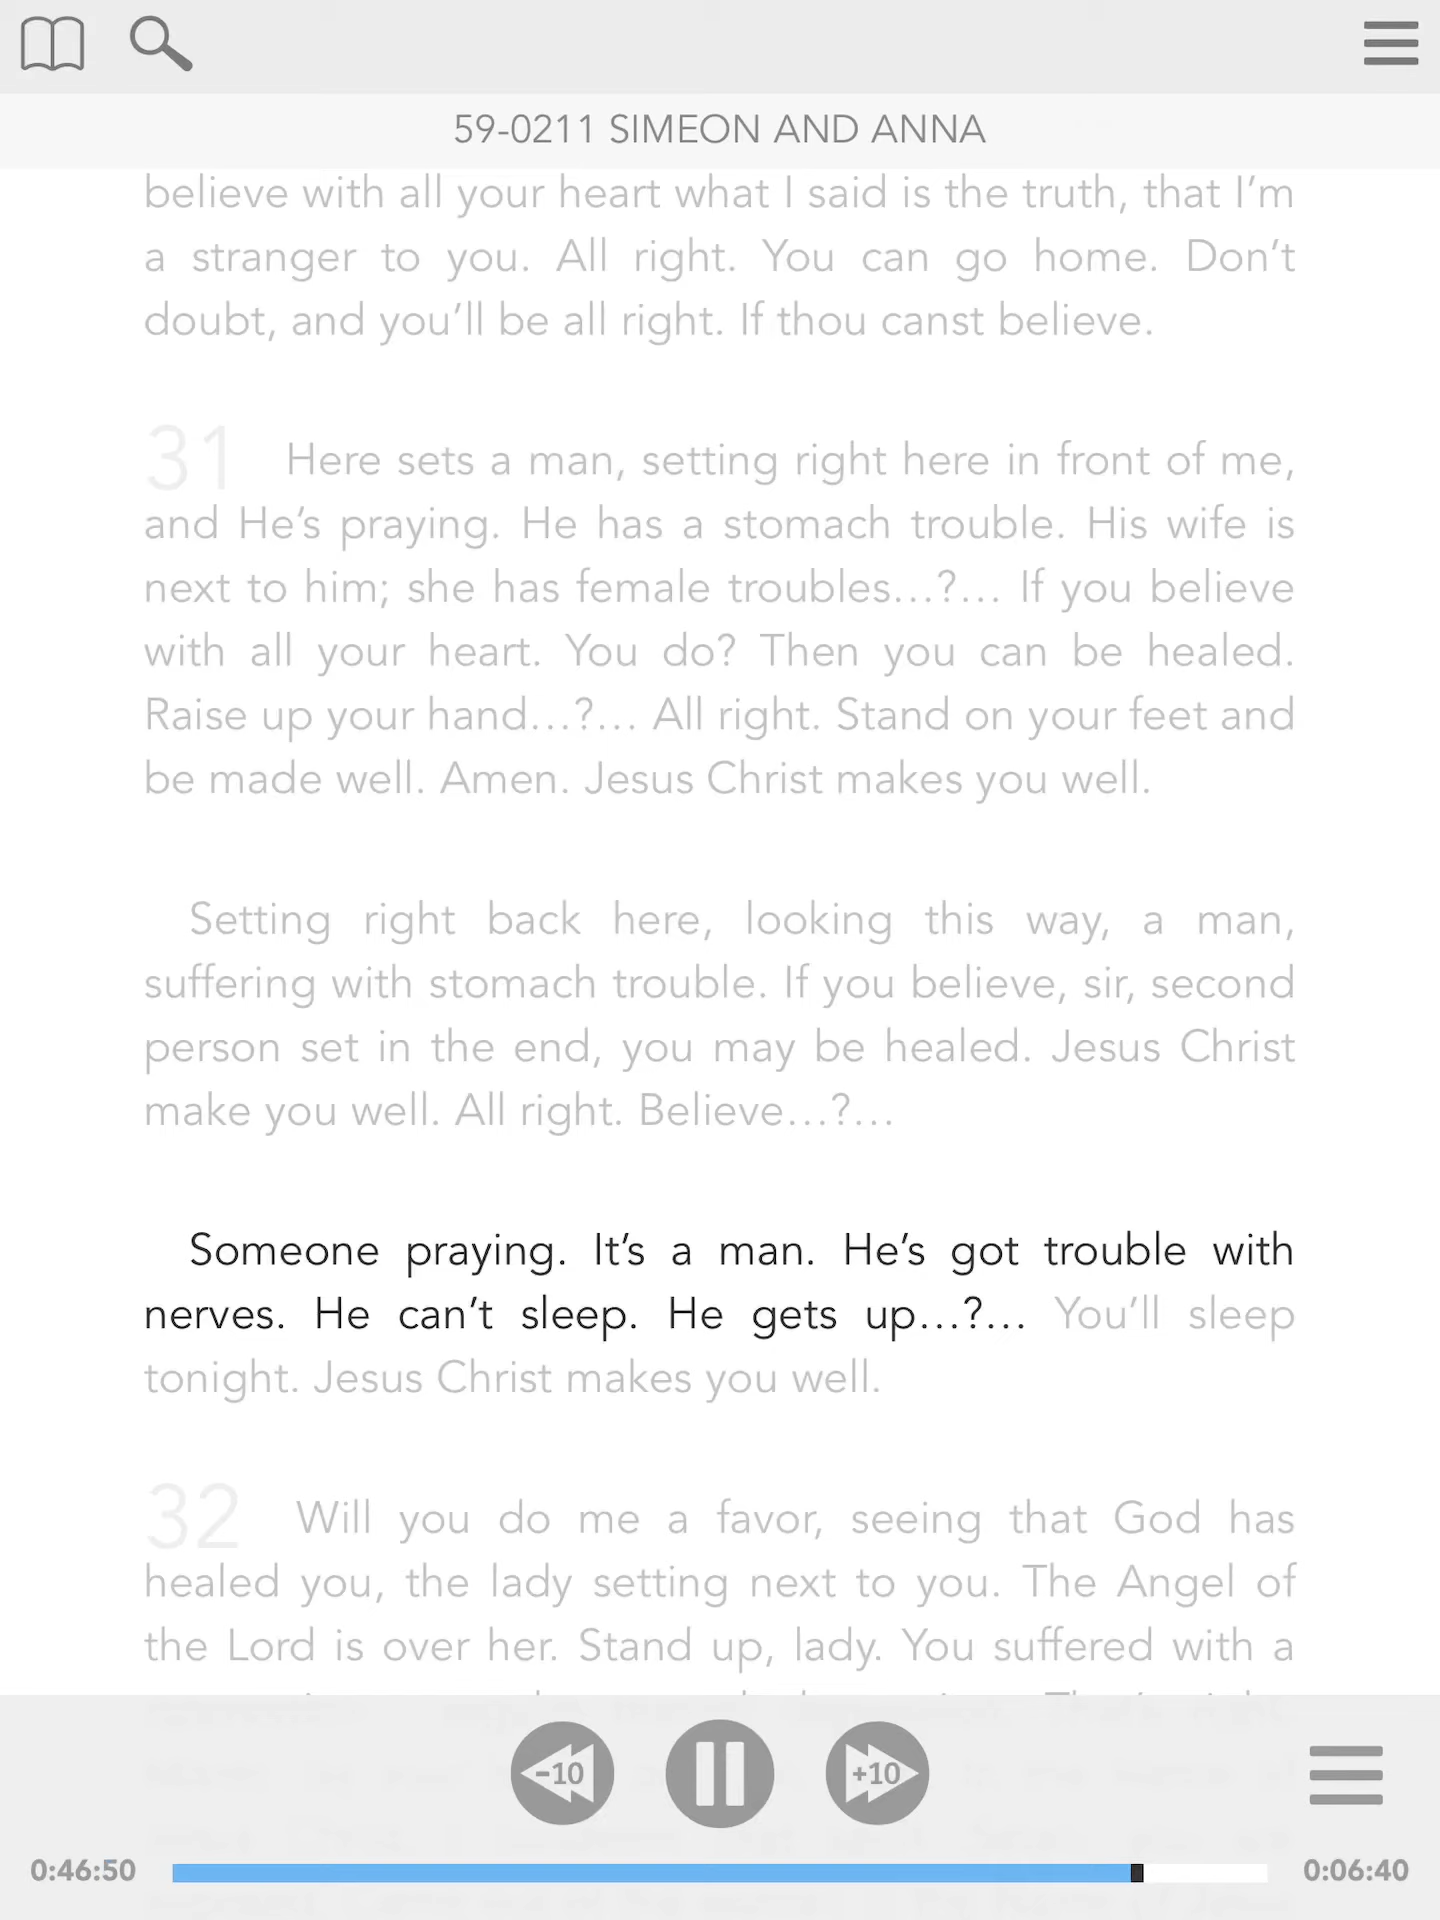 59-0211 SIMEON AND ANNA
believe with all your heart what I said is the truth, that I’m
a stranger to you. All right. You can go home. Don’t
doubt, and you’ll be all right. If thou canst believe.
31 Here sets a man, setting right here in front of me,
and He’s praying. He has a stomach trouble. His wife is
next to him; she has female troubles…?… If you believe
with all your heart. You do? Then you can be healed.
Raise up your hand…?… All right. Stand on your feet and
be made well. Amen. Jesus Christ makes you well.
Setting right back here, looking this way, a man,
suffering with stomach trouble. If you believe, sir, second
person set in the end, you may be healed. Jesus Christ
make you well. All right. Believe…?…
Someone praying. It’s a man. He’s got trouble with
nerves. He can’t sleep. He gets up…?… You’ll sleep
tonight. Jesus Christ makes you well.
32 Will you do me a favor, seeing that God has
healed you, the lady setting next to you. The Angel of
the Lord is over her. Stand up, lady. You suffered with a
-10 +10
0:46:50 0:06:40